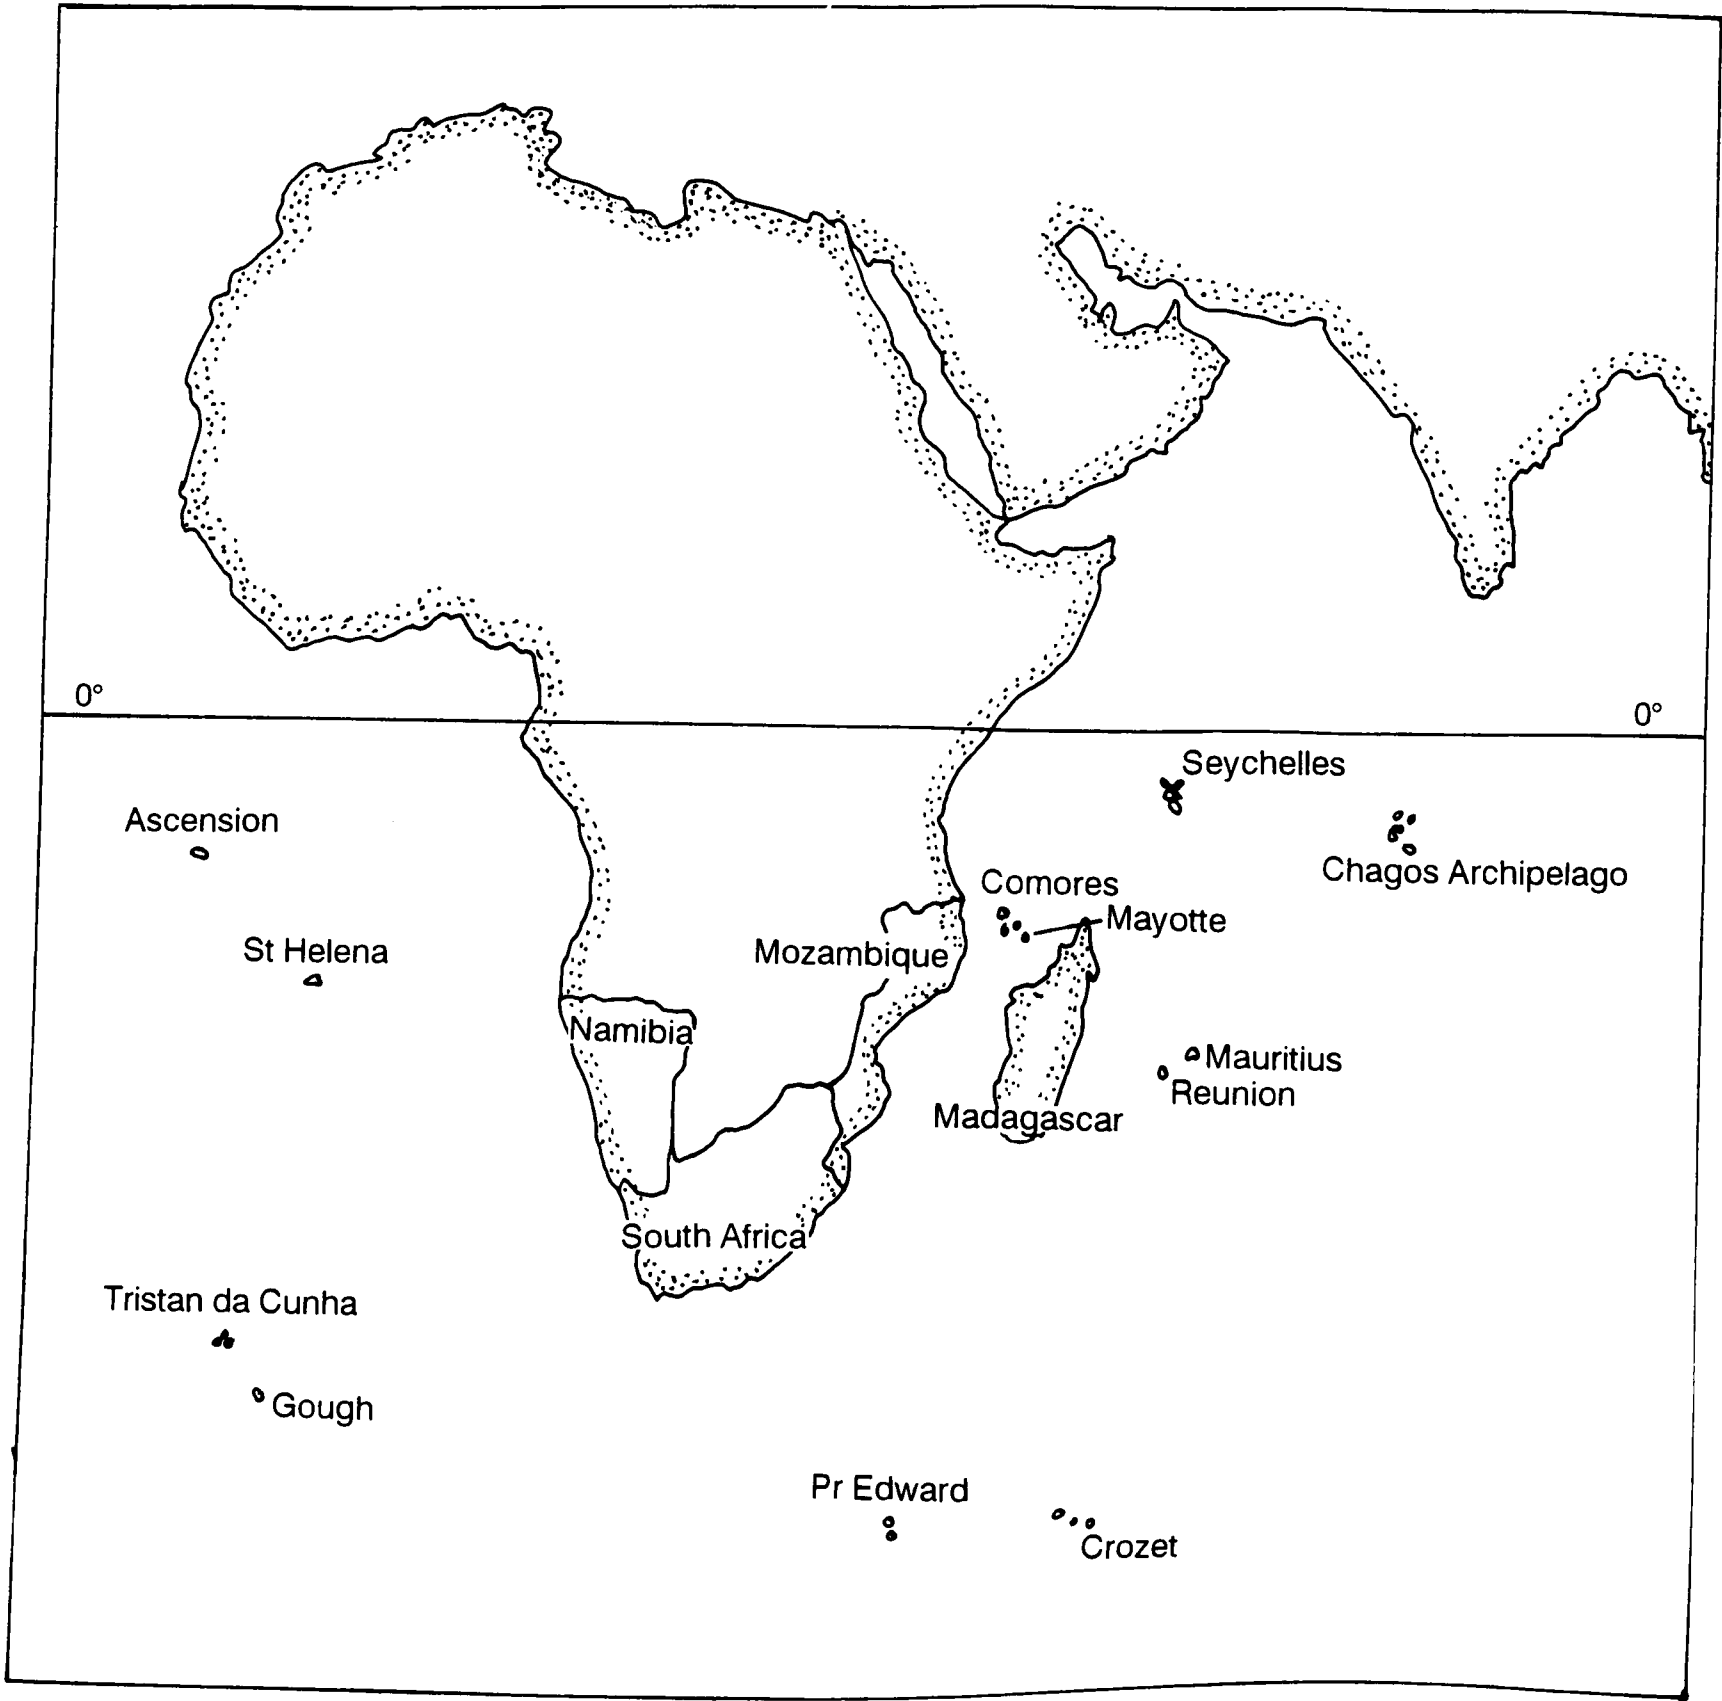 0°
0°
Seychelles
Ascension
Chagos Archipelago
Comores
Mayotte
St Helena
Mozambique
Namibia
Mauritius
Reunion
Madagascar
South Africa
Tristan da Cunha
Gough
Pr Edward
Crozet